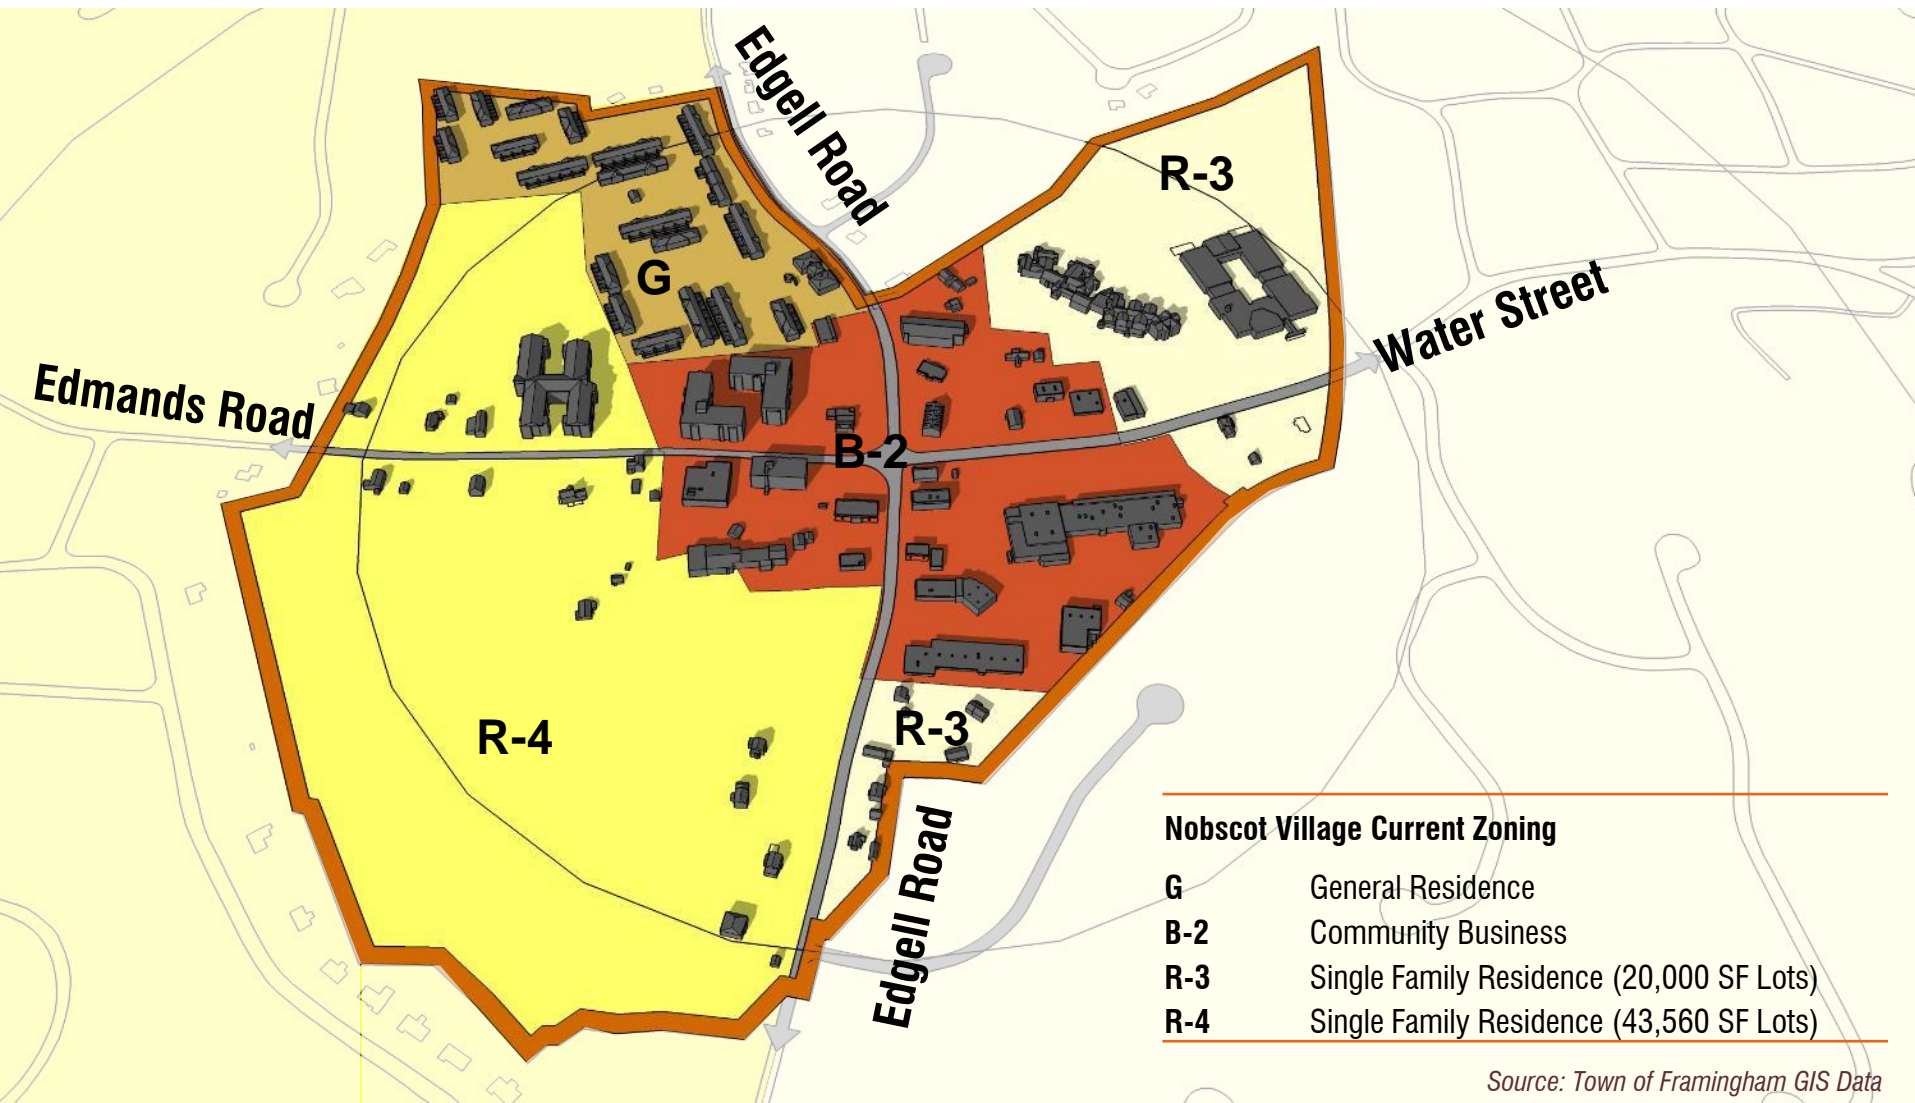 Edgell Road
R-3
G
Water Street
Edmands Road
B-2
R-4
R-3
Edgell Road
Nobscot Village Current Zoning
G General Residence
B-2 Community Business
R-3 Single Family Residence (20,000 SF Lots)
R-4 Single Family Residence (43,560 SF Lots)
Source: Town of Framingham GIS Data